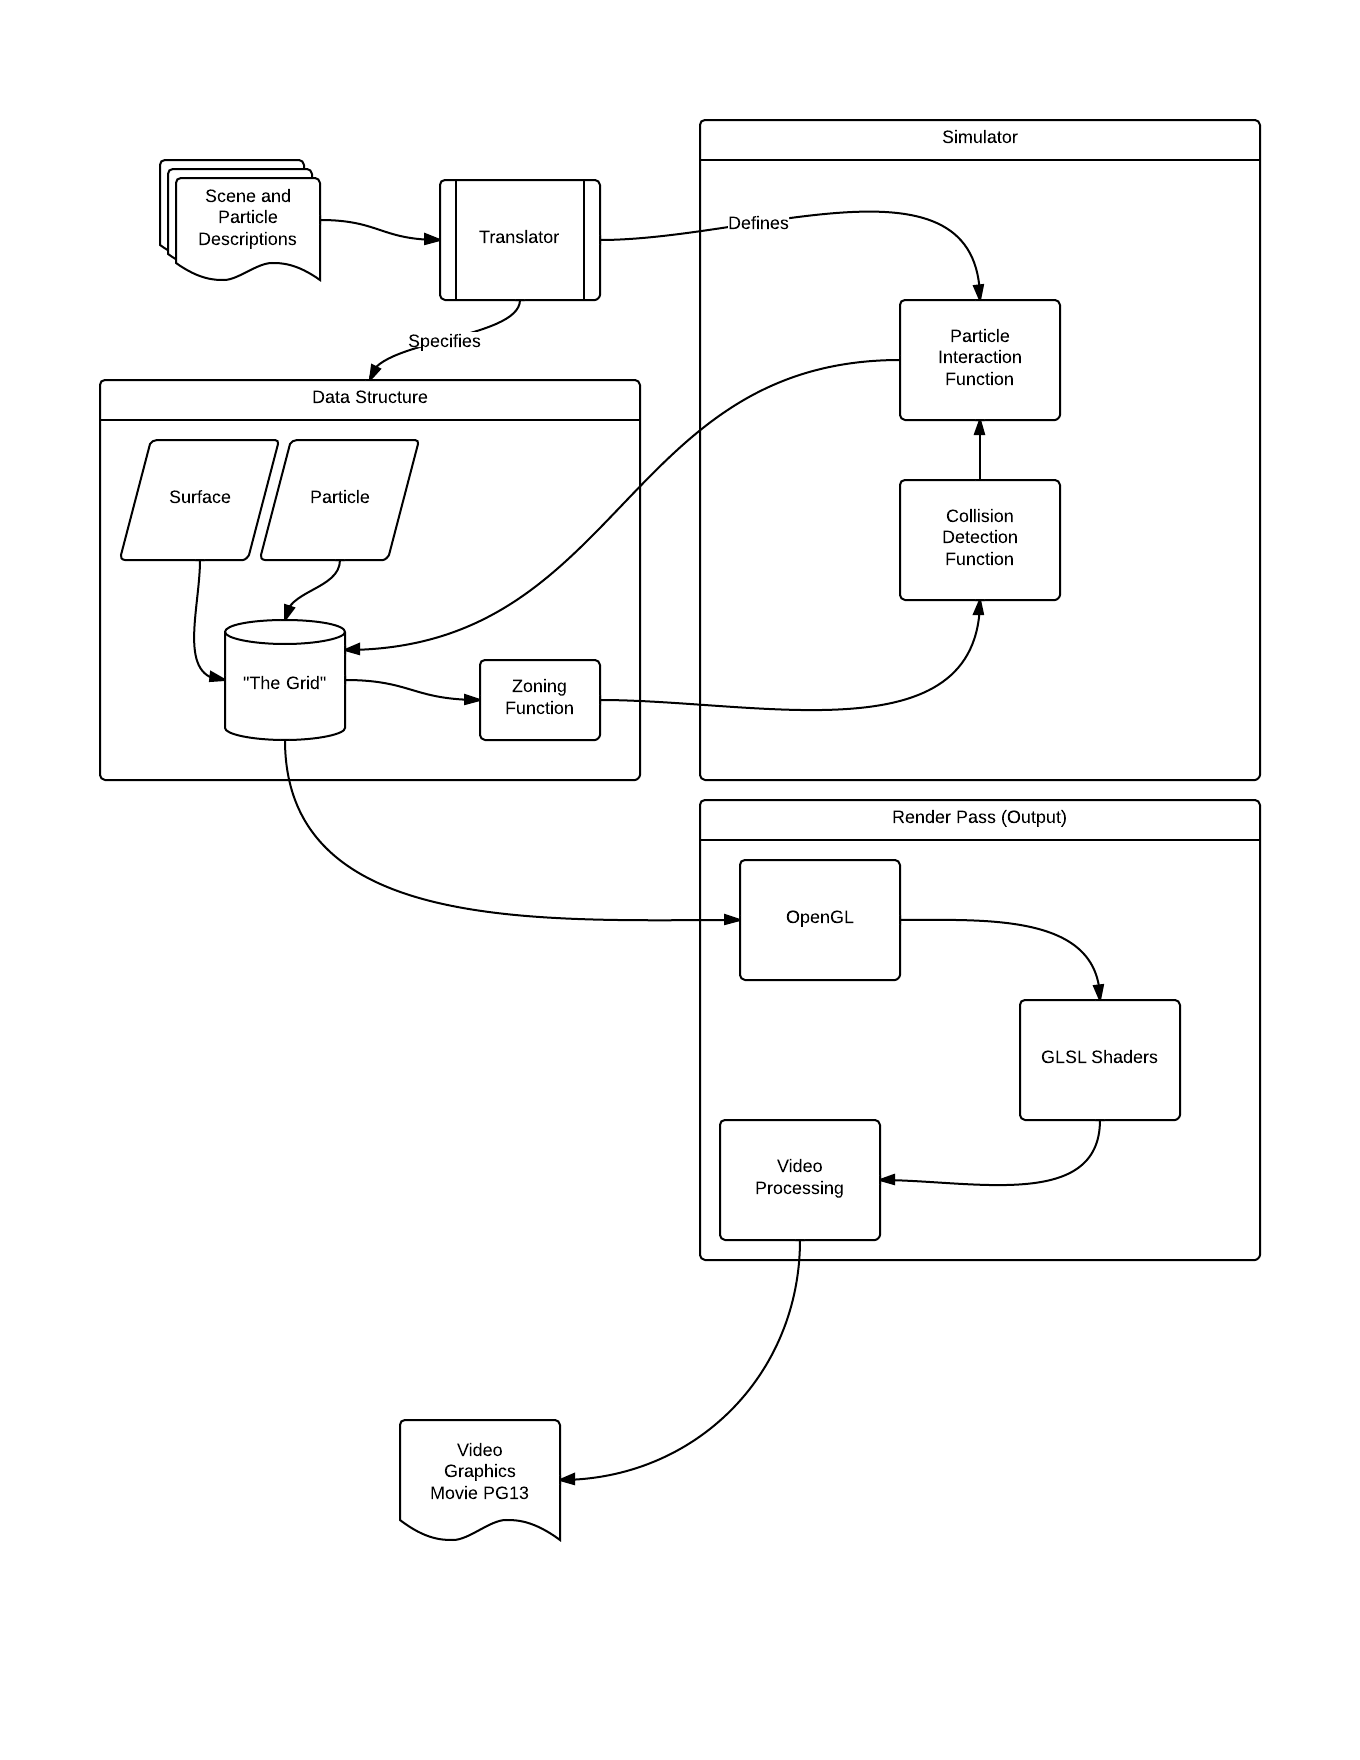 Simulator
Scene and
Particle
Descriptions
Translator
Defines
Specifies
Particle
Interaction
Function
Data Structure
Surface
Particle
Collision
Detection
Function
"The Grid"
Zoning
Function
Render Pass (Output)
OpenGL
GLSL Shaders
Video
Processing
Video
Graphics
Movie PG13